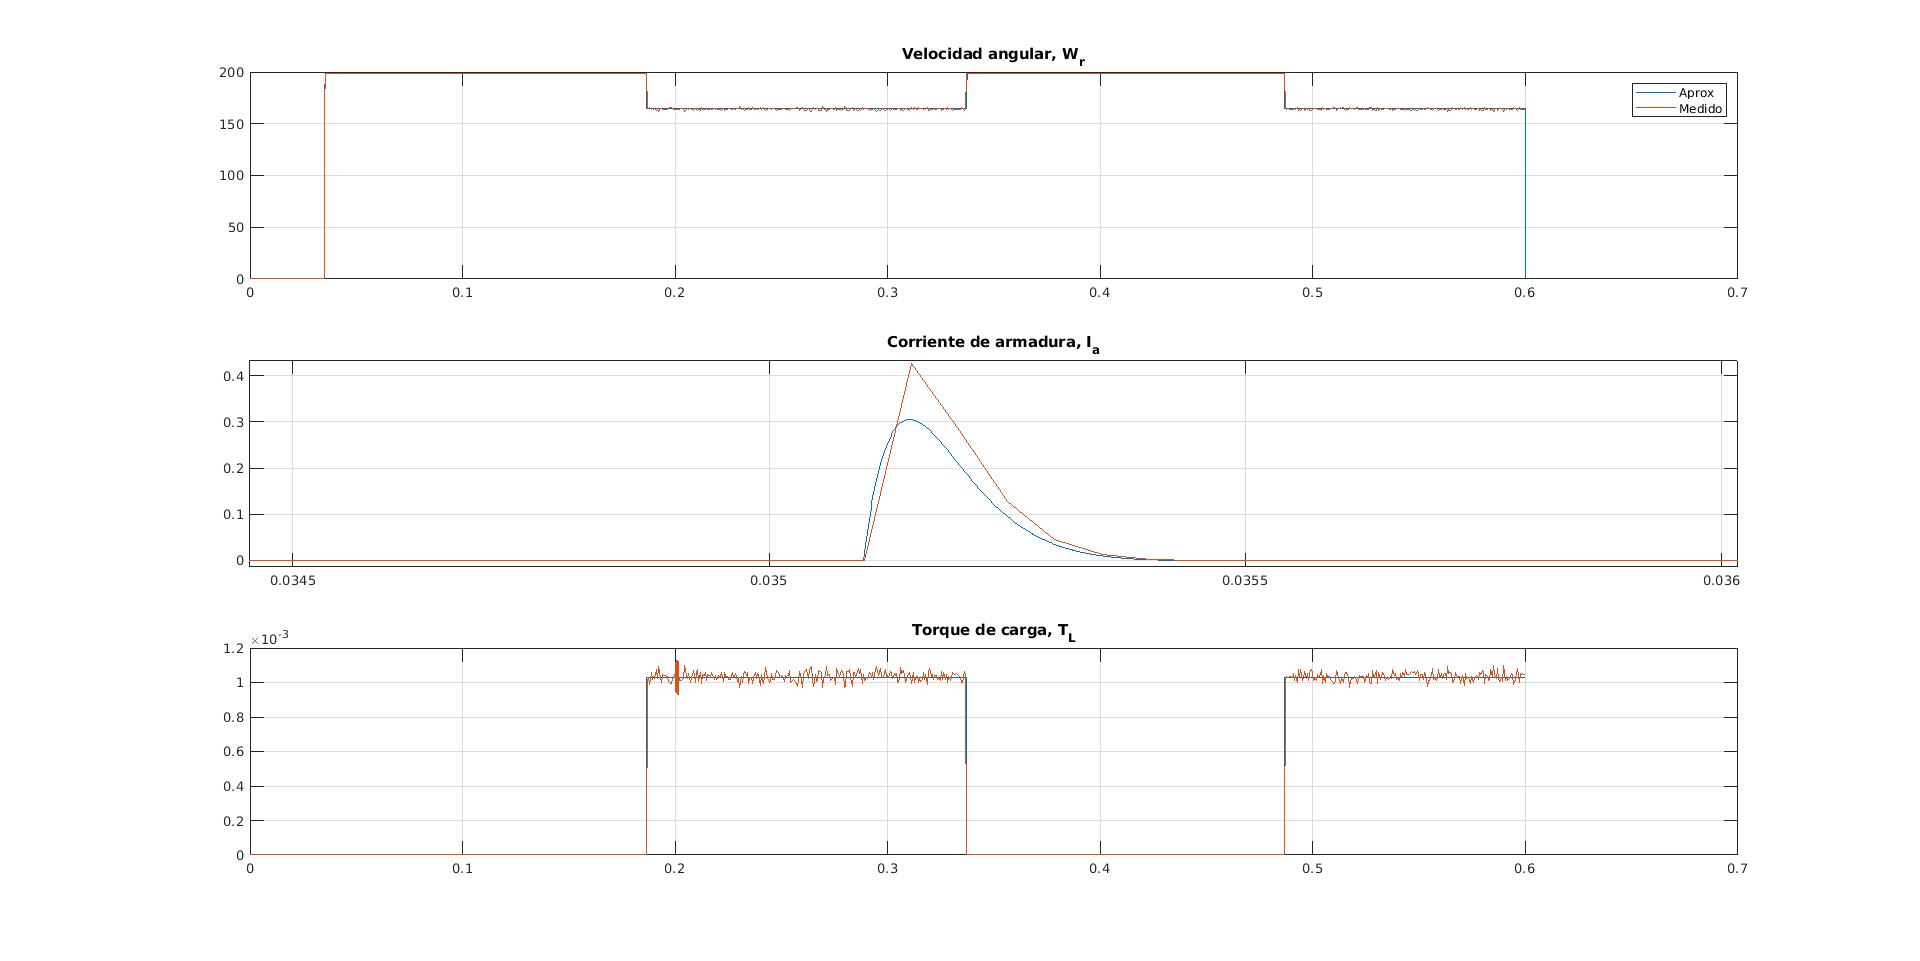 Velocidad angular, W_r
200
150
100
50
0
0 0.1 0.2 0.3 0.4 0.5 0.6 0.7
Aprox
Medido
Corriente de armadura, I_a
0.4
0.3
0.2
0.1
0
0.0345 0.035 0.0355 0.036
Torque de carga, T_L
×10^-3
1.2
1
0.8
0.6
0.4
0.2
0
0 0.1 0.2 0.3 0.4 0.5 0.6 0.7